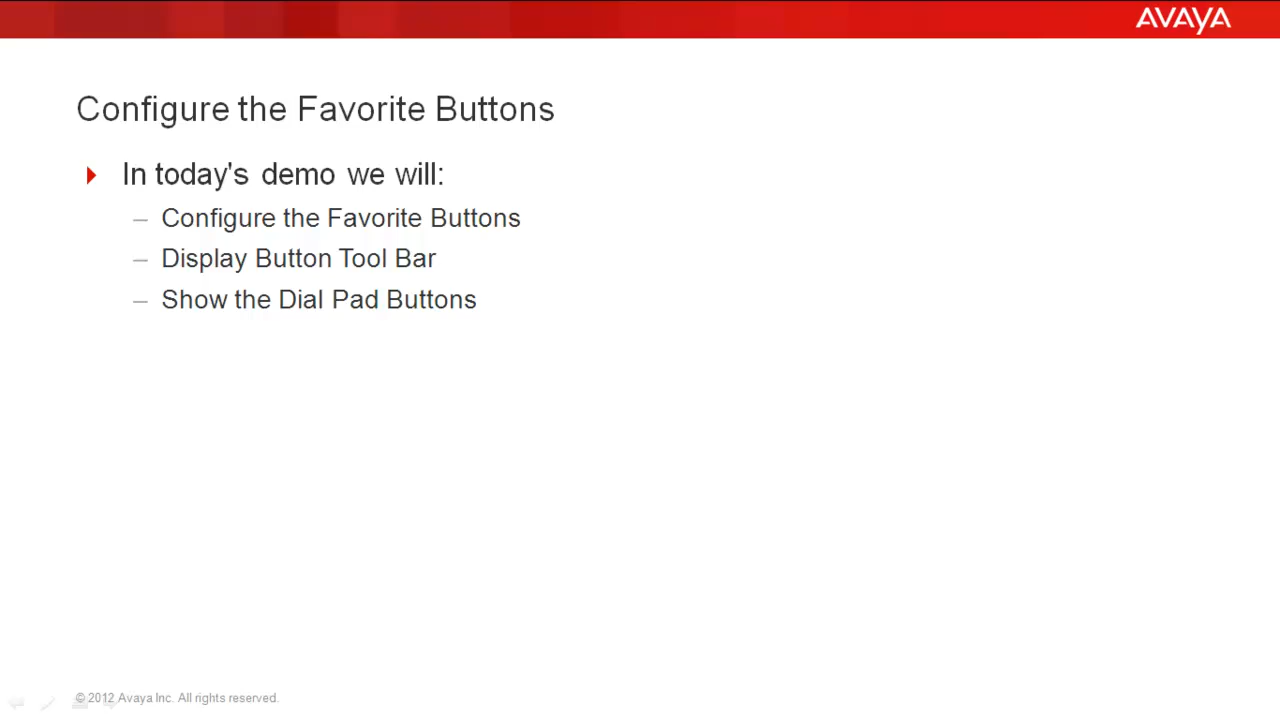 AVAYA
Configure the Favorite Buttons
In today's demo we will:
– Configure the Favorite Buttons
– Display Button Tool Bar
– Show the Dial Pad Buttons
© 2012 Avaya Inc. All rights reserved.